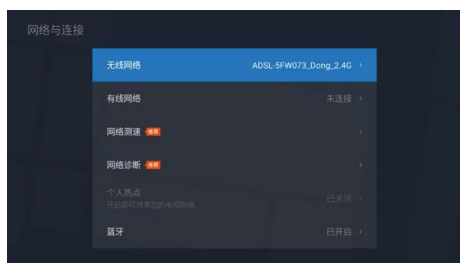 网络与连接
无线网络 ADSL-5FW073_Dong_2.4G
有线网络 未连接
网络测速 推荐
网络诊断 推荐
个人热点 已关闭
开启即可共享您的电视网络
蓝牙 已开启